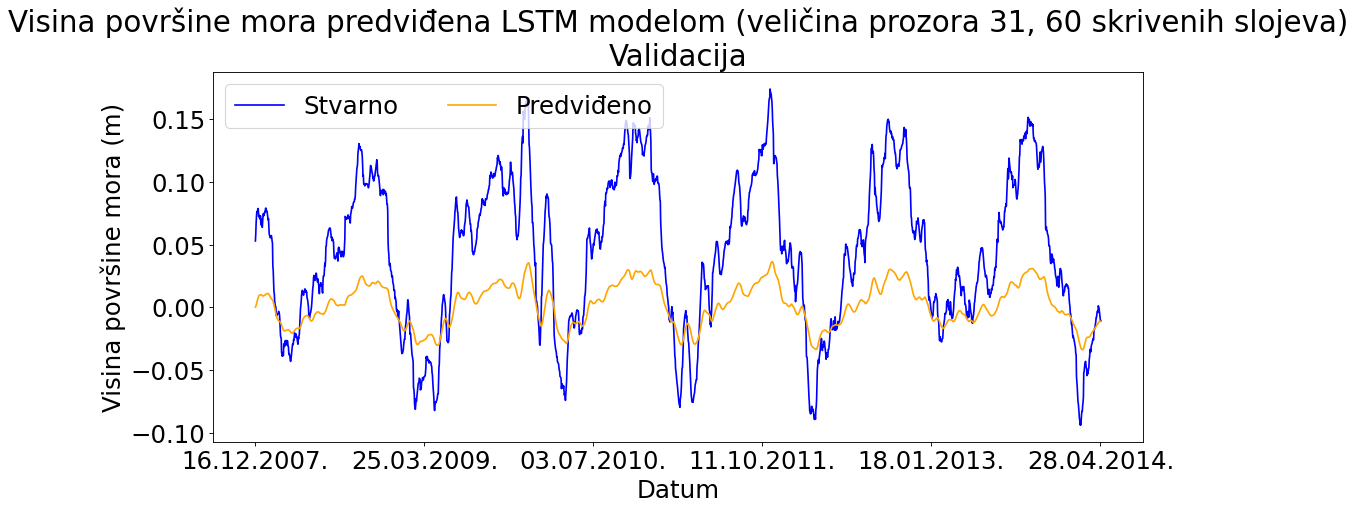 Visina površine mora predviđena LSTM modelom (veličina prozora 31, 60 skrivenih slojeva)
Validacija
Stvarno Predviđeno
Visina površine mora (m)
0.15
0.10
0.05
0.00
−0.05
−0.10
16.12.2007. 25.03.2009. 03.07.2010. 11.10.2011. 18.01.2013. 28.04.2014.
Datum